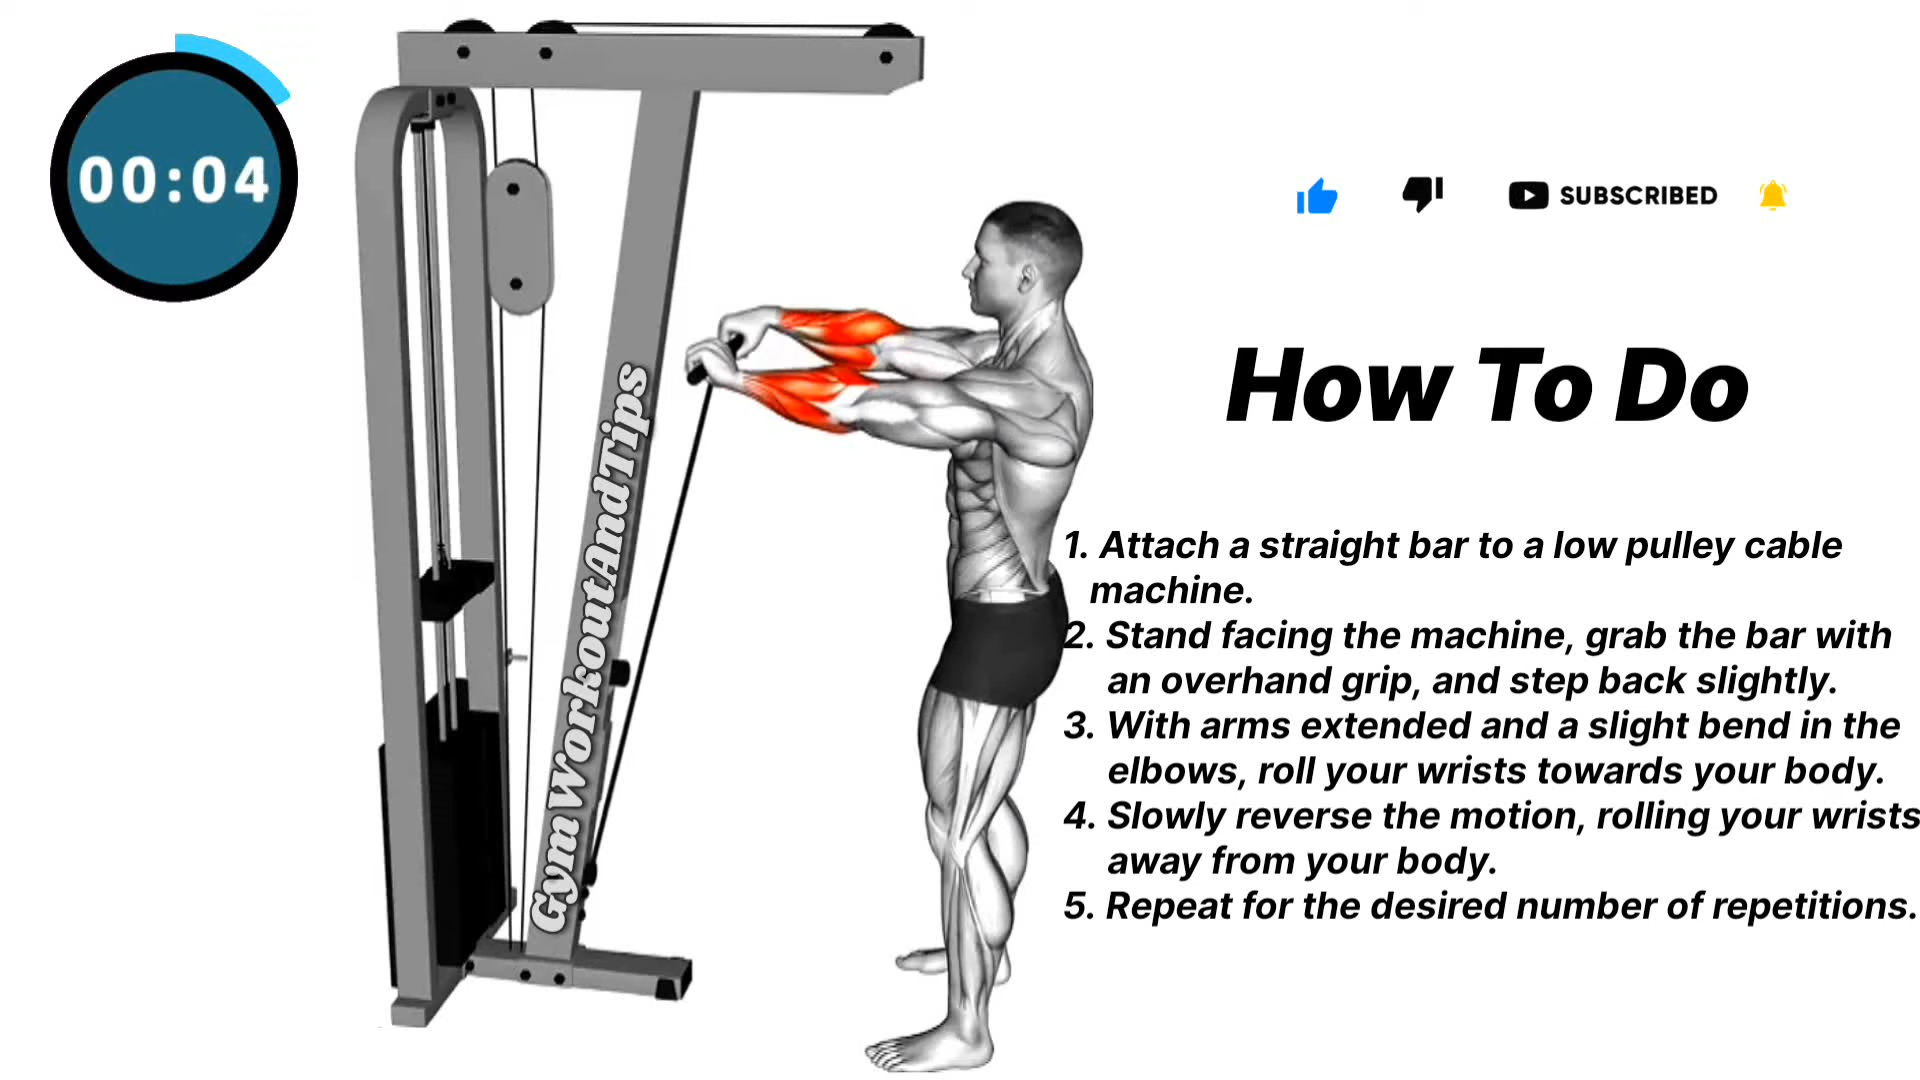 00:04
SUBSCRIBED
GymWorkoutAndTips
How To Do
1. Attach a straight bar to a low pulley cable
machine.
2. Stand facing the machine, grab the bar with
an overhand grip, and step back slightly.
3. With arms extended and a slight bend in the
elbows, roll your wrists towards your body.
4. Slowly reverse the motion, rolling your wrists
away from your body.
5. Repeat for the desired number of repetitions.